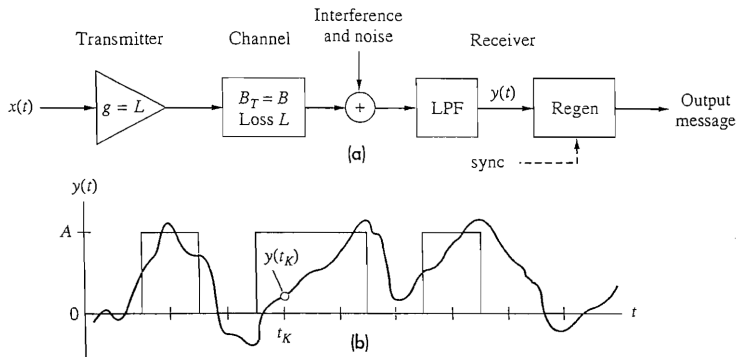 Transmitter
Channel
Interference
and noise
Receiver
x(t)
g = L
B_T = B
Loss L
+
LPF
y(t)
Regen
Output
message
sync
(a)
y(t)
A
0
y(t_K)
t_K
t
(b)